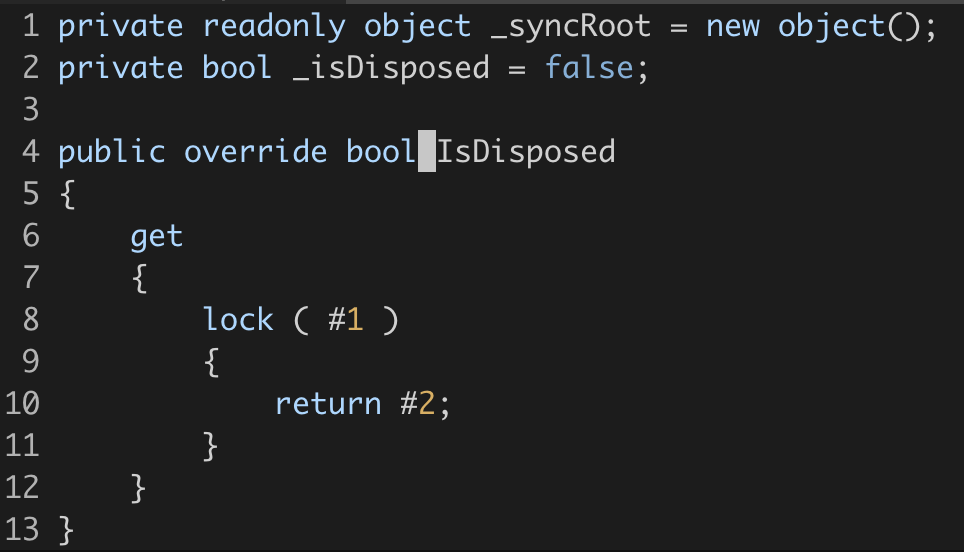 1 private readonly object _syncRoot = new object();
2 private bool _isDisposed = false;
3
4 public override bool IsDisposed
5 {
6     get
7     {
8         lock ( #1 )
9         {
10             return #2;
11         }
12     }
13 }